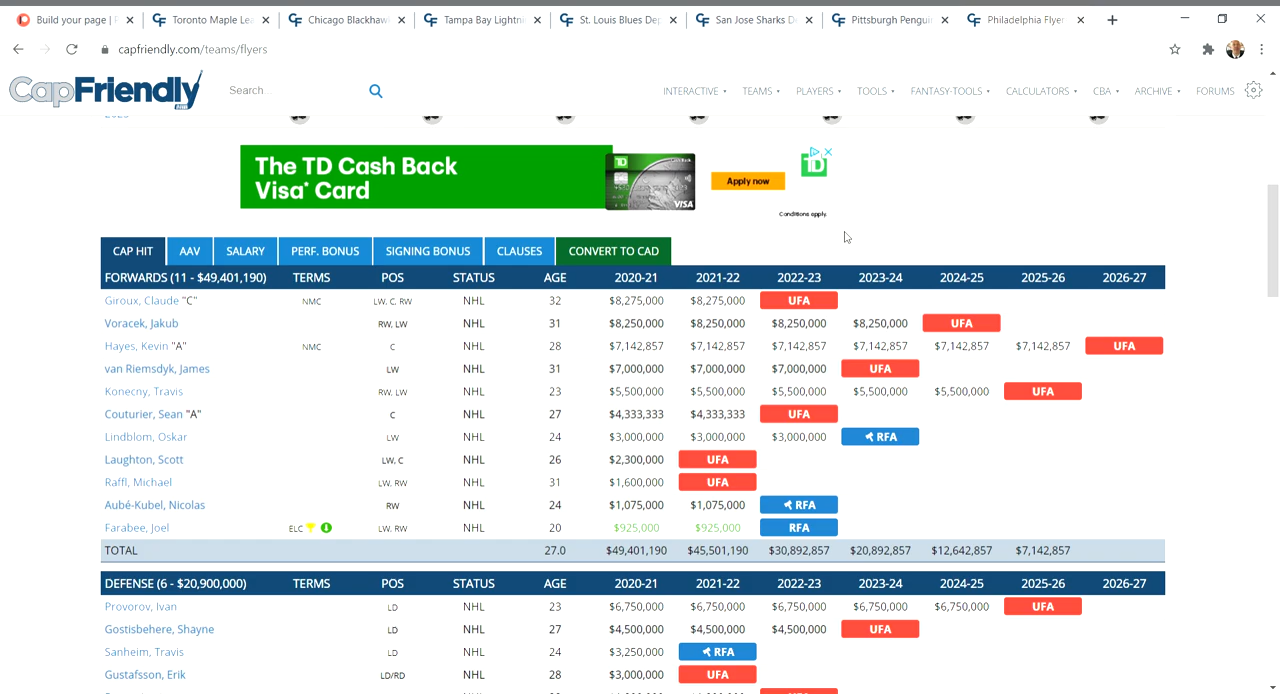 Build your page | Toronto Maple Lea Chicago Blackhaw Tampa Bay Lightni St. Louis Blues Dep San Jose Sharks D Pittsburgh Pengui Philadelphia Flyer
capfriendly.com/teams/flyers
CapFriendly Search... INTERACTIVE TEAMS PLAYERS TOOLS FANTASY-TOOLS CALCULATORS CBA ARCHIVE FORUMS
The TD Cash Back
Visa* Card
TD
VISA
Apply now
TD
Conditions apply.
CAP HIT AAV SALARY PERF. BONUS SIGNING BONUS CLAUSES CONVERT TO CAD
FORWARDS (11 - $49,401,190) TERMS POS STATUS AGE 2020-21 2021-22 2022-23 2023-24 2024-25 2025-26 2026-27
Giroux, Claude "C" NMC LW, C, RW NHL 32 $8,275,000 $8,275,000 UFA
Voracek, Jakub RW, LW NHL 31 $8,250,000 $8,250,000 $8,250,000 $8,250,000 UFA
Hayes, Kevin "A" NMC C NHL 28 $7,142,857 $7,142,857 $7,142,857 $7,142,857 $7,142,857 $7,142,857 UFA
van Riemsdyk, James LW NHL 31 $7,000,000 $7,000,000 $7,000,000 UFA
Konecny, Travis RW, LW NHL 23 $5,500,000 $5,500,000 $5,500,000 $5,500,000 $5,500,000 UFA
Couturier, Sean "A" C NHL 27 $4,333,333 $4,333,333 UFA
Lindblom, Oskar LW NHL 24 $3,000,000 $3,000,000 $3,000,000 RFA
Laughton, Scott LW, C NHL 26 $2,300,000 UFA
Raffl, Michael LW, RW NHL 31 $1,600,000 UFA
Aubé-Kubel, Nicolas RW NHL 24 $1,075,000 $1,075,000 RFA
Farabee, Joel ELC LW, RW NHL 20 $925,000 $925,000 RFA
TOTAL 27.0 $49,401,190 $45,501,190 $30,892,857 $20,892,857 $12,642,857 $7,142,857
DEFENSE (6 - $20,900,000) TERMS POS STATUS AGE 2020-21 2021-22 2022-23 2023-24 2024-25 2025-26 2026-27
Provorov, Ivan LD NHL 23 $6,750,000 $6,750,000 $6,750,000 $6,750,000 $6,750,000 UFA
Gostisbehere, Shayne LD NHL 27 $4,500,000 $4,500,000 $4,500,000 UFA
Sanheim, Travis LD NHL 24 $3,250,000 RFA
Gustafsson, Erik LD/RD NHL 28 $3,000,000 UFA